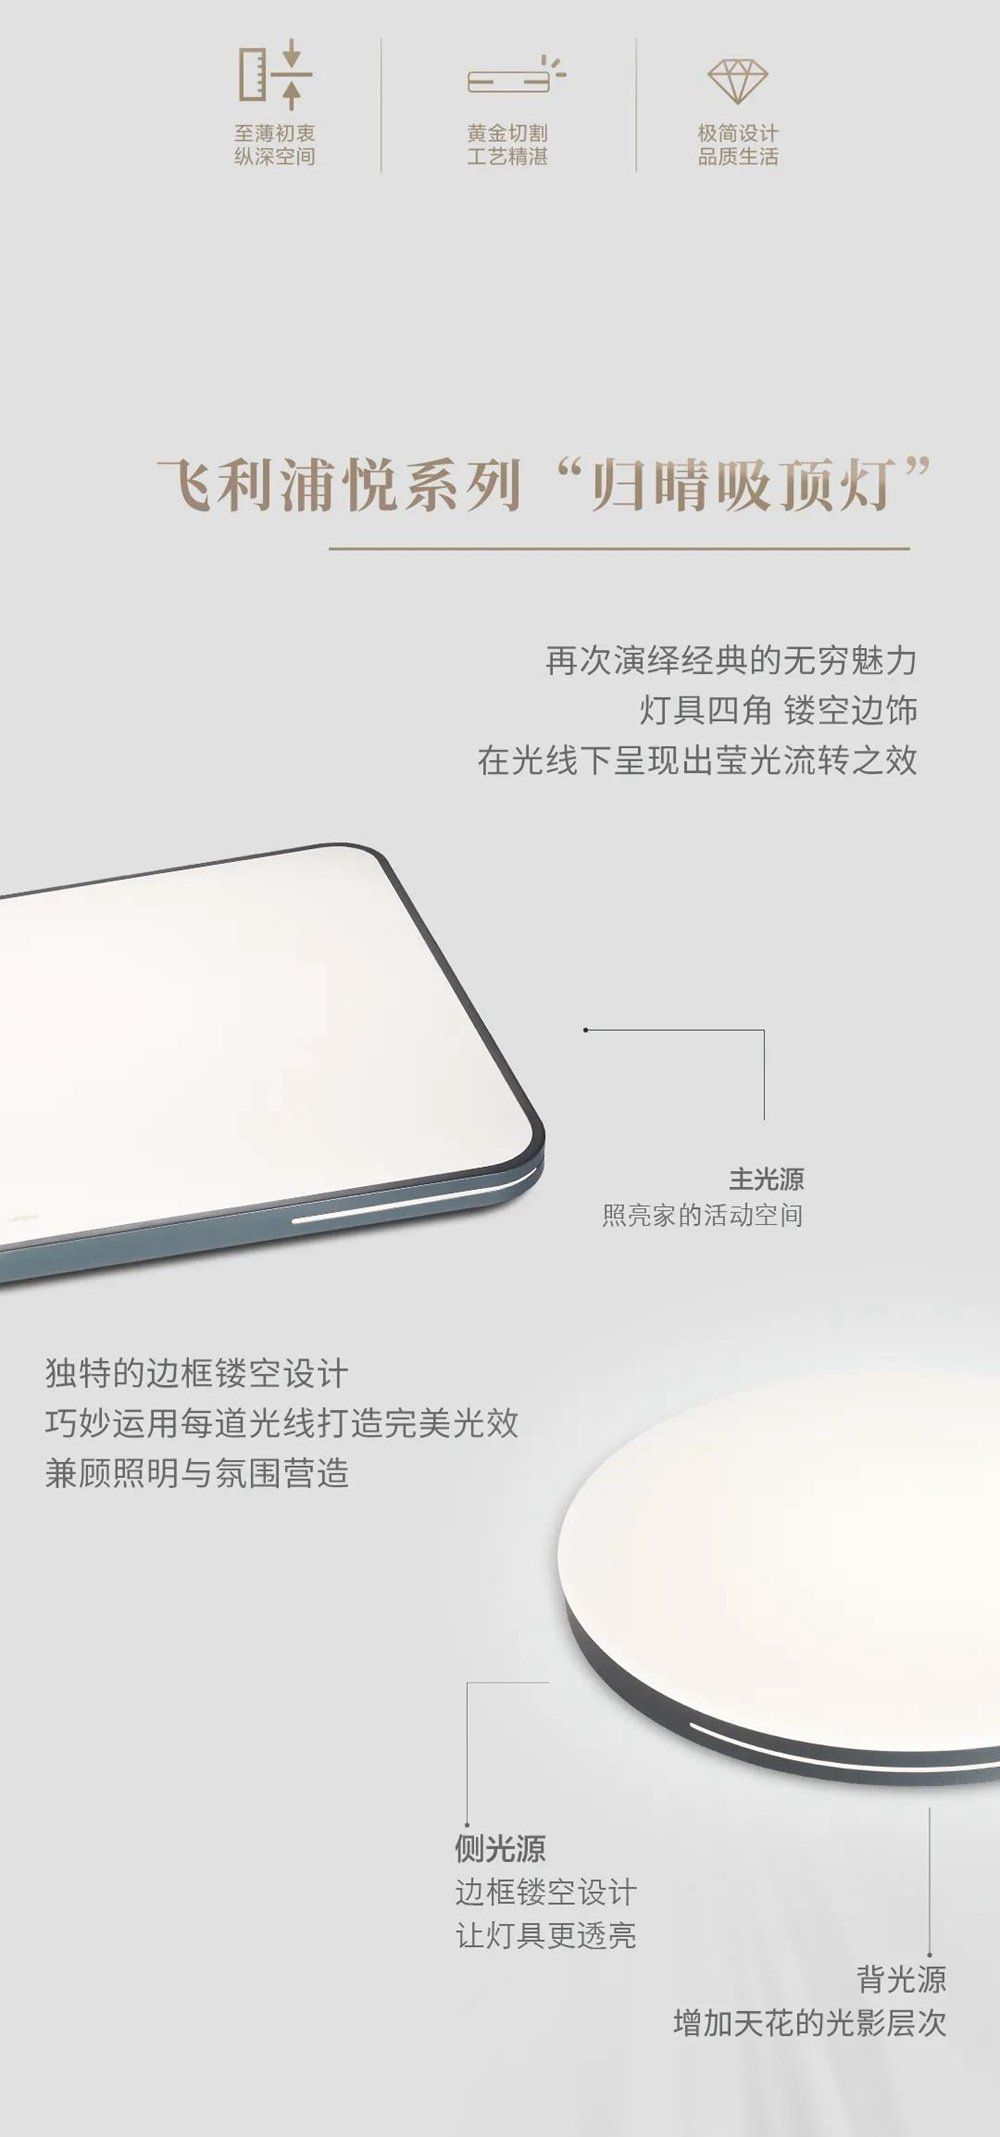 至薄初衷
纵深空间
黄金切割
工艺精湛
极简设计
品质生活
飞利浦悦系列“归晴吸顶灯”
再次演绎经典的无穷魅力
灯具四角 镂空边饰
在光线下呈现出莹光流转之效
主光源
照亮家的活动空间
独特的边框镂空设计
巧妙运用每道光线打造完美光效
兼顾照明与氛围营造
侧光源
边框镂空设计
让灯具更透亮
背光源
增加天花的光影层次